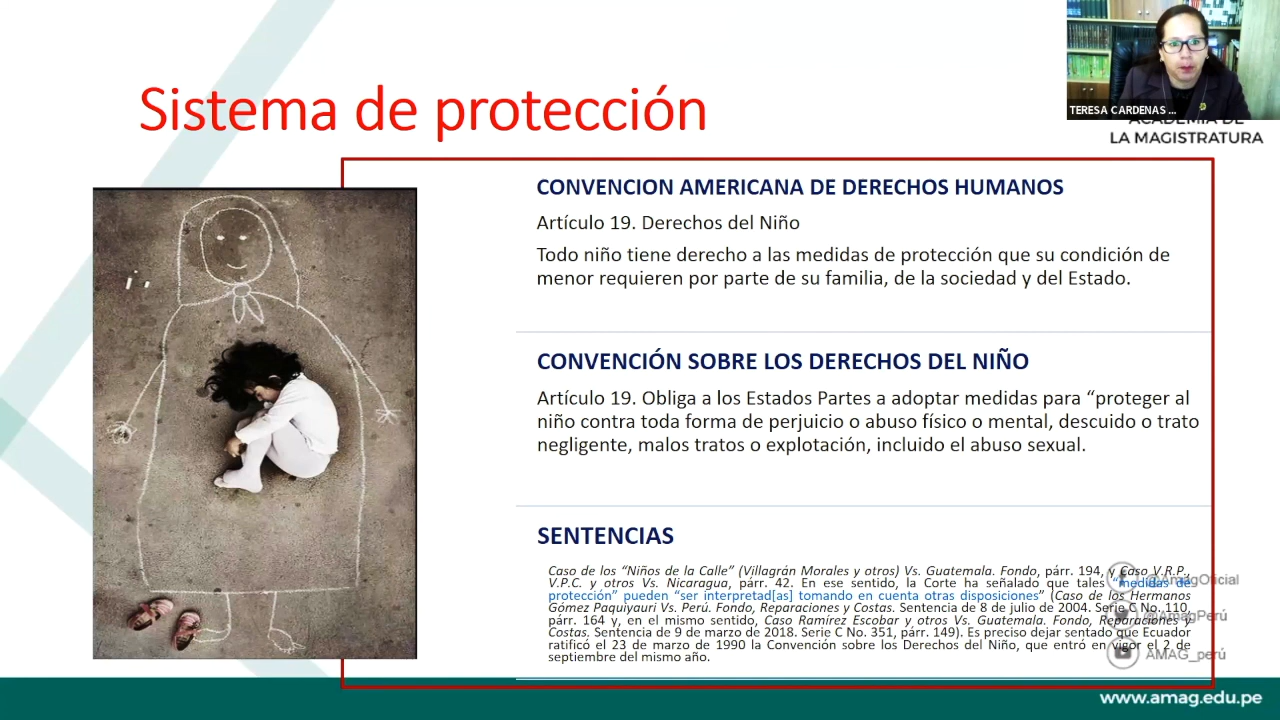 Sistema de protección
TERESA CARDENAS ...
ACADEMIA DE
LA MAGISTRATURA
CONVENCION AMERICANA DE DERECHOS HUMANOS
Artículo 19. Derechos del Niño
Todo niño tiene derecho a las medidas de protección que su condición de
menor requieren por parte de su familia, de la sociedad y del Estado.
CONVENCIÓN SOBRE LOS DERECHOS DEL NIÑO
Artículo 19. Obliga a los Estados Partes a adoptar medidas para “proteger al
niño contra toda forma de perjuicio o abuso físico o mental, descuido o trato
negligente, malos tratos o explotación, incluido el abuso sexual.
SENTENCIAS
Caso de los “Niños de la Calle” (Villagrán Morales y otros) Vs. Guatemala. Fondo, párr. 194, y Caso V.R.P.,
V.P.C. y otros Vs. Nicaragua, párr. 42. En ese sentido, la Corte ha señalado que tales “medidas de
protección” pueden “ser interpretad[as] tomando en cuenta otras disposiciones” (Caso de los Hermanos
Gómez Paquiyauri Vs. Perú. Fondo, Reparaciones y Costas. Sentencia de 8 de julio de 2004. Serie C No. 110,
párr. 164 y, en el mismo sentido, Caso Ramírez Escobar y otros Vs. Guatemala. Fondo, Reparaciones y
Costas. Sentencia de 9 de marzo de 2018. Serie C No. 351, párr. 149). Es preciso dejar sentado que Ecuador
ratificó el 23 de marzo de 1990 la Convención sobre los Derechos del Niño, que entró en vigor el 2 de
septiembre del mismo año.
@AmagOficial
@AmagPerú
AMAG_perú
www.amag.edu.pe